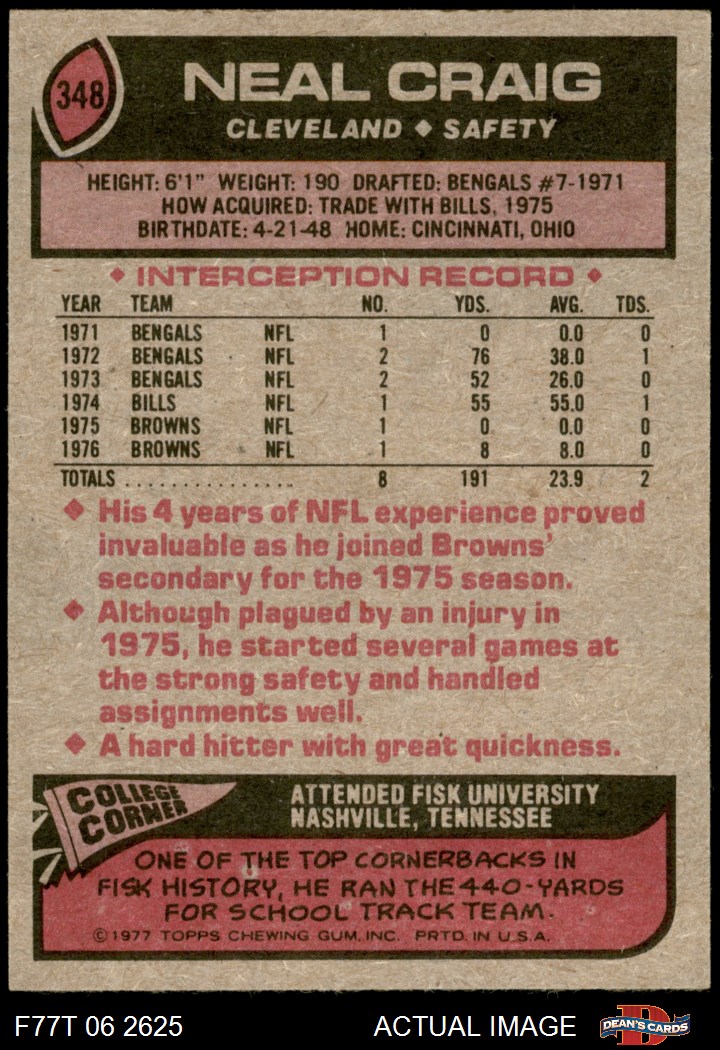 348
NEAL CRAIG
CLEVELAND ♦ SAFETY
HEIGHT: 6'1" WEIGHT: 190 DRAFTED: BENGALS #7-1971
HOW ACQUIRED: TRADE WITH BILLS, 1975
BIRTHDATE: 4-21-48 HOME: CINCINNATI, OHIO
♦ INTERCEPTION RECORD ♦
YEAR TEAM NO. YDS. AVG. TDS.
1971 BENGALS NFL 1 0 0.0 0
1972 BENGALS NFL 2 76 38.0 1
1973 BENGALS NFL 2 52 26.0 0
1974 BILLS NFL 1 55 55.0 1
1975 BROWNS NFL 1 0 0.0 0
1976 BROWNS NFL 1 8 8.0 0
TOTALS . . . . . . . . . . . . . . . 8 191 23.9 2
♦ His 4 years of NFL experience proved
invaluable as he joined Browns'
secondary for the 1975 season.
♦ Although plagued by an injury in
1975, he started several games at
the strong safety and handled
assignments well.
♦ A hard hitter with great quickness.
COLLEGE
CORNER
ATTENDED FISK UNIVERSITY
NASHVILLE, TENNESSEE
ONE OF THE TOP CORNERBACKS IN
FISK HISTORY, HE RAN THE 440-YARDS
FOR SCHOOL TRACK TEAM.
© 1977 TOPPS CHEWING GUM, INC. PRTD. IN U.S.A.
F77T 06 2625 ACTUAL IMAGE
D
DEAN'S CARDS